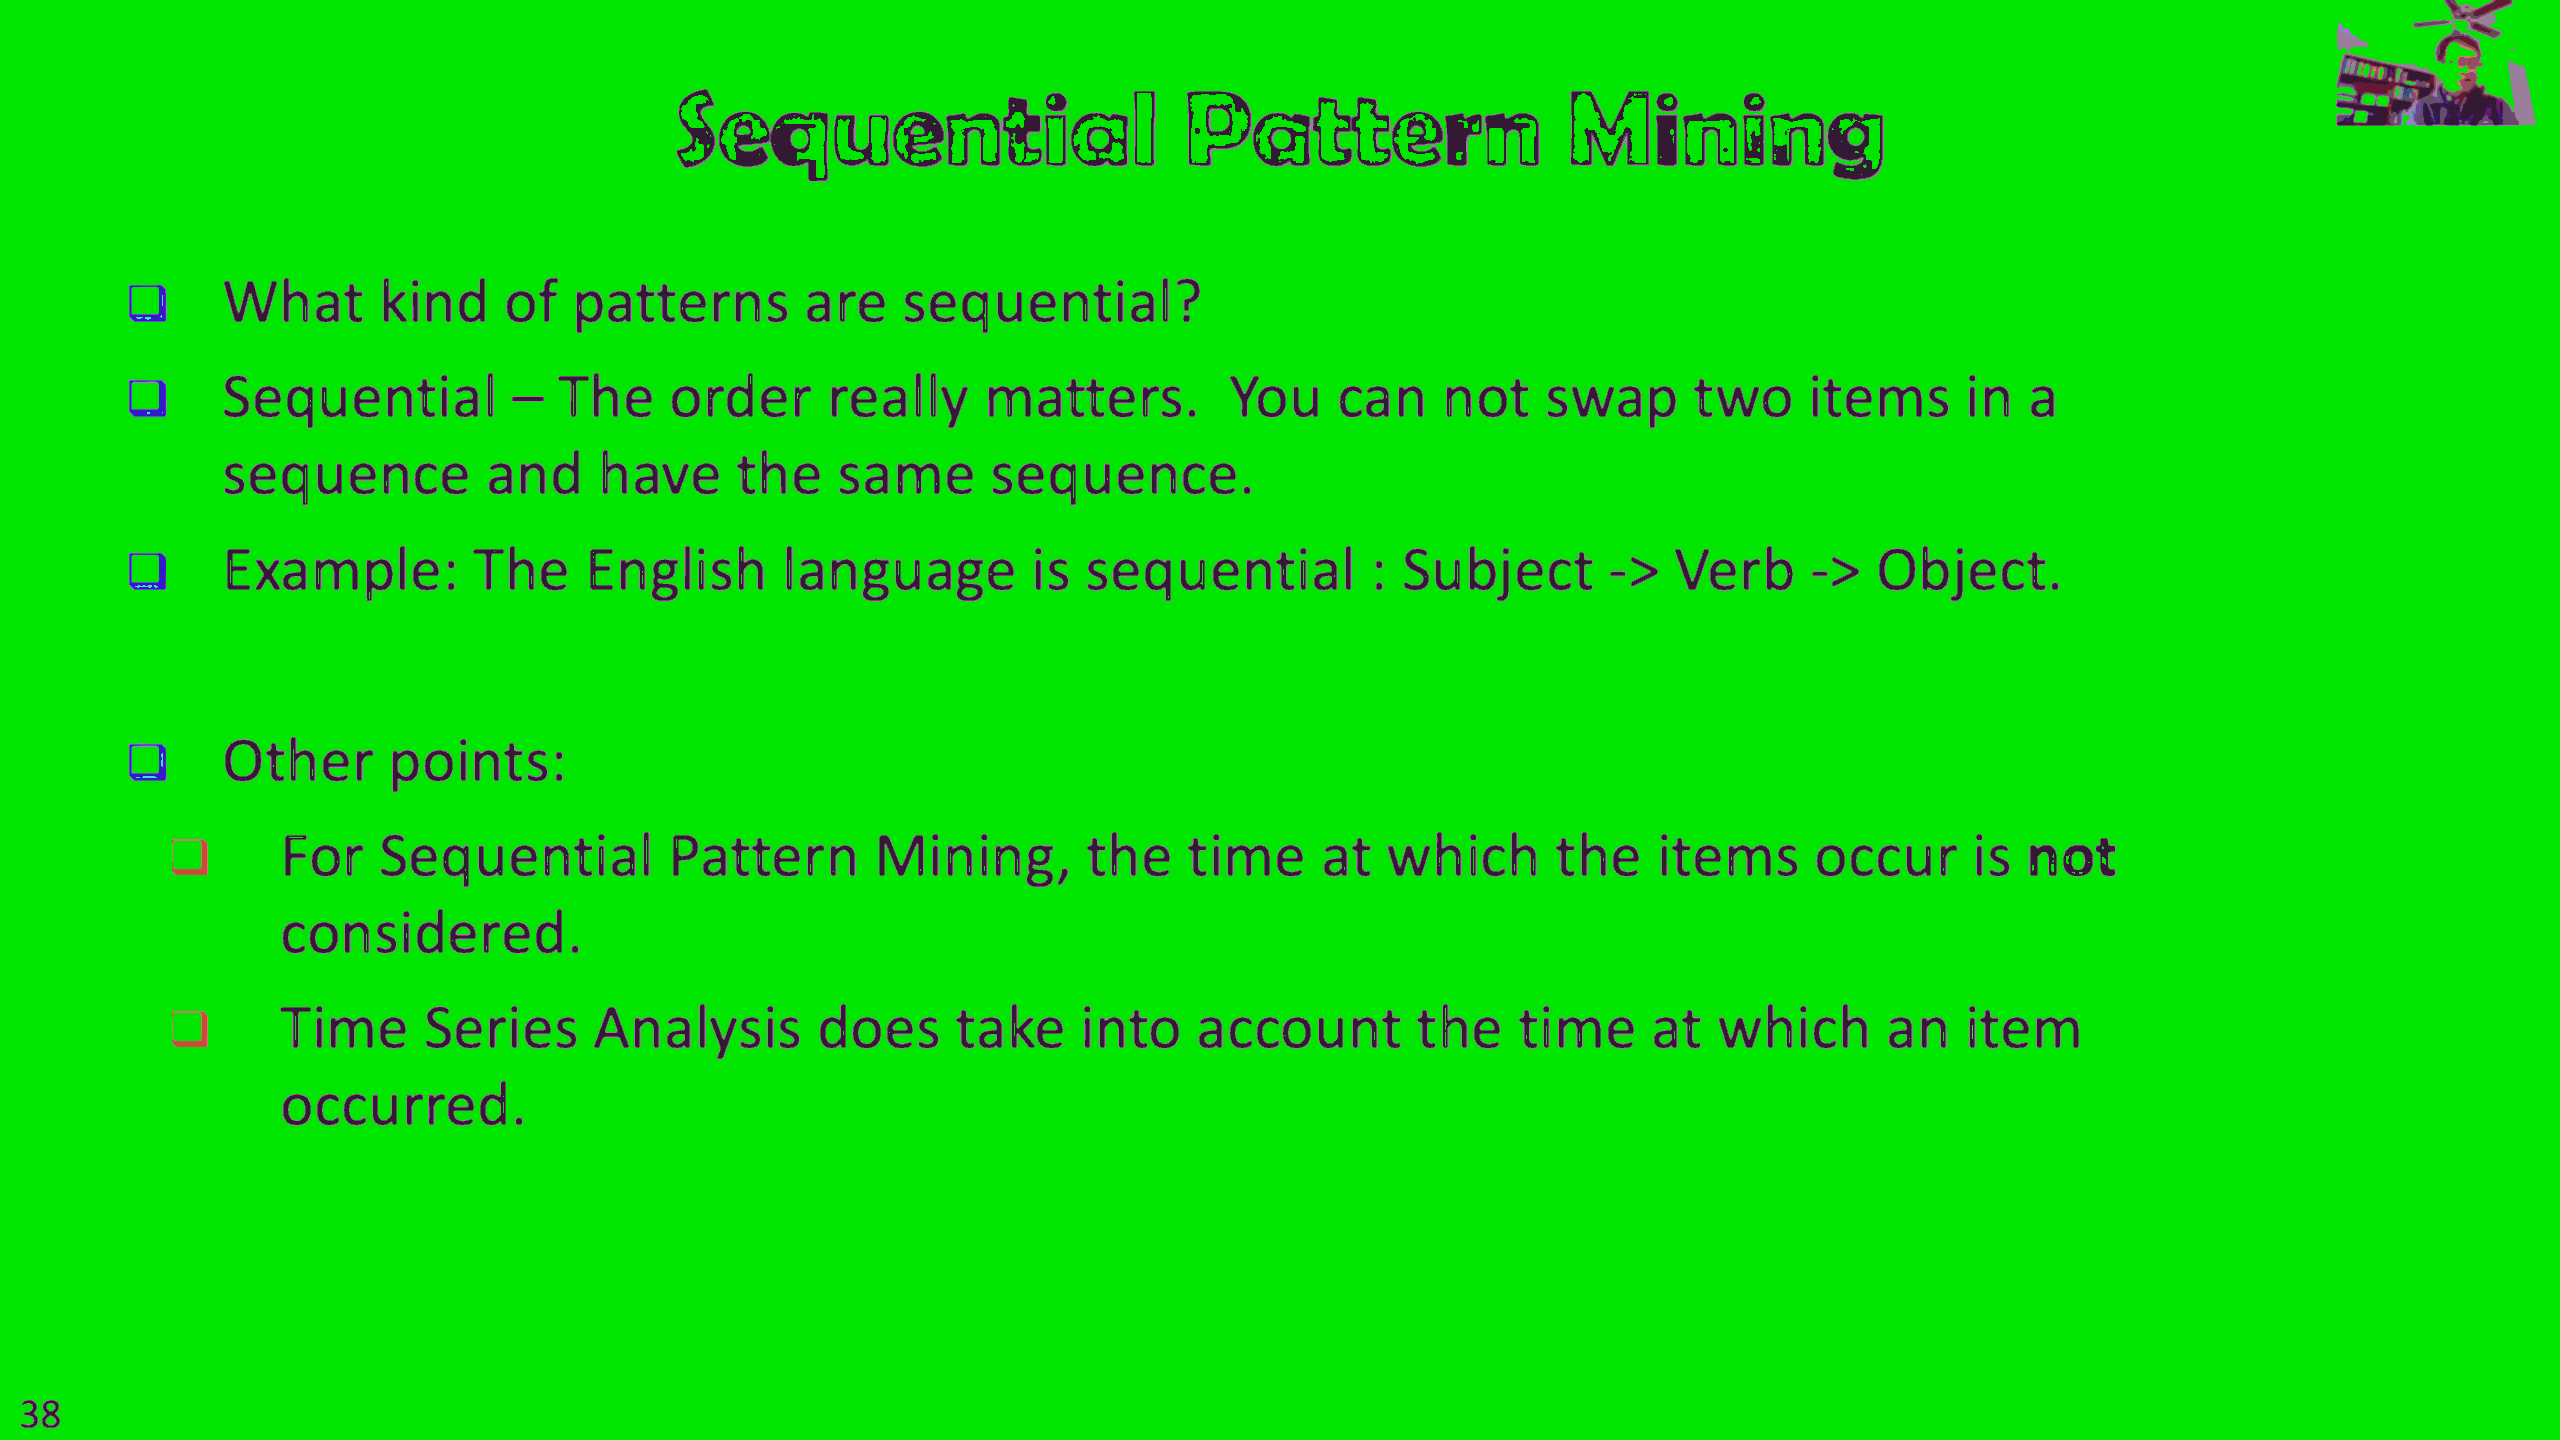 Sequential Pattern Mining
What kind of patterns are sequential?
Sequential – The order really matters.  You can not swap two items in a
sequence and have the same sequence.
Example: The English language is sequential : Subject -> Verb -> Object.
Other points:
For Sequential Pattern Mining, the time at which the items occur is not
considered.
Time Series Analysis does take into account the time at which an item
occurred.
38